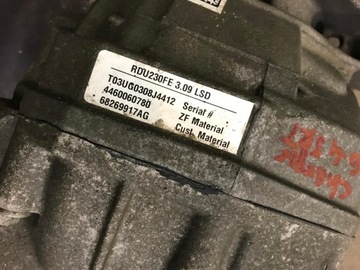 RDU230FE 3.09 LSD
T03UG0308J4412 Serial #
4460060780 ZF Material
68269917AG Cust. Material